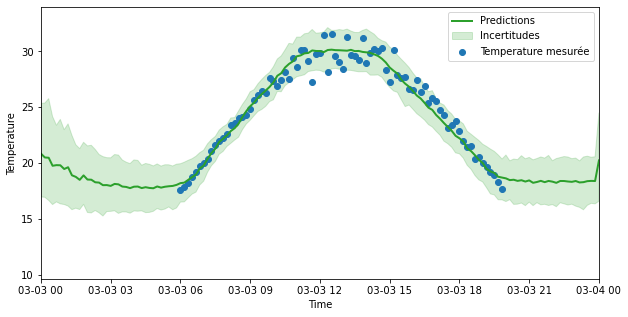 Predictions
Incertitudes
Temperature mesurée
30
25
20
15
10
Temperature
03-03 00
03-03 03
03-03 06
03-03 09
03-03 12
03-03 15
03-03 18
03-03 21
03-04 00
Time